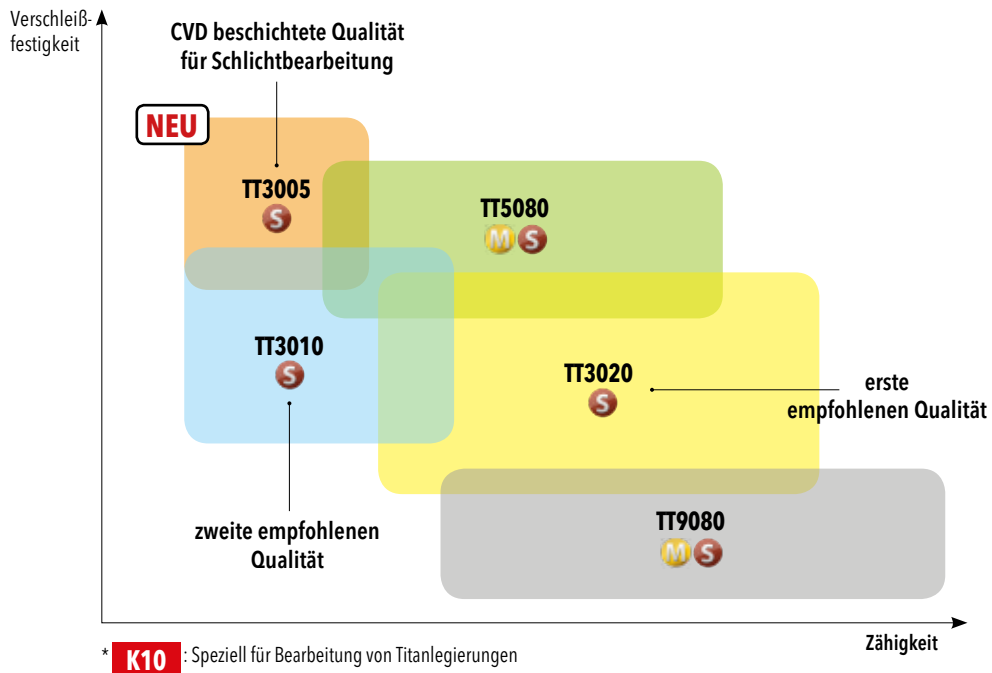 Verschleiß-
festigkeit
CVD beschichtete Qualität
für Schlichtbearbeitung
NEU
TT3005
S
TT5080
M S
TT3010
S
TT3020
S
erste
empfohlenen Qualität
zweite empfohlenen
Qualität
TT9080
M S
Zähigkeit
* K10 : Speziell für Bearbeitung von Titanlegierungen